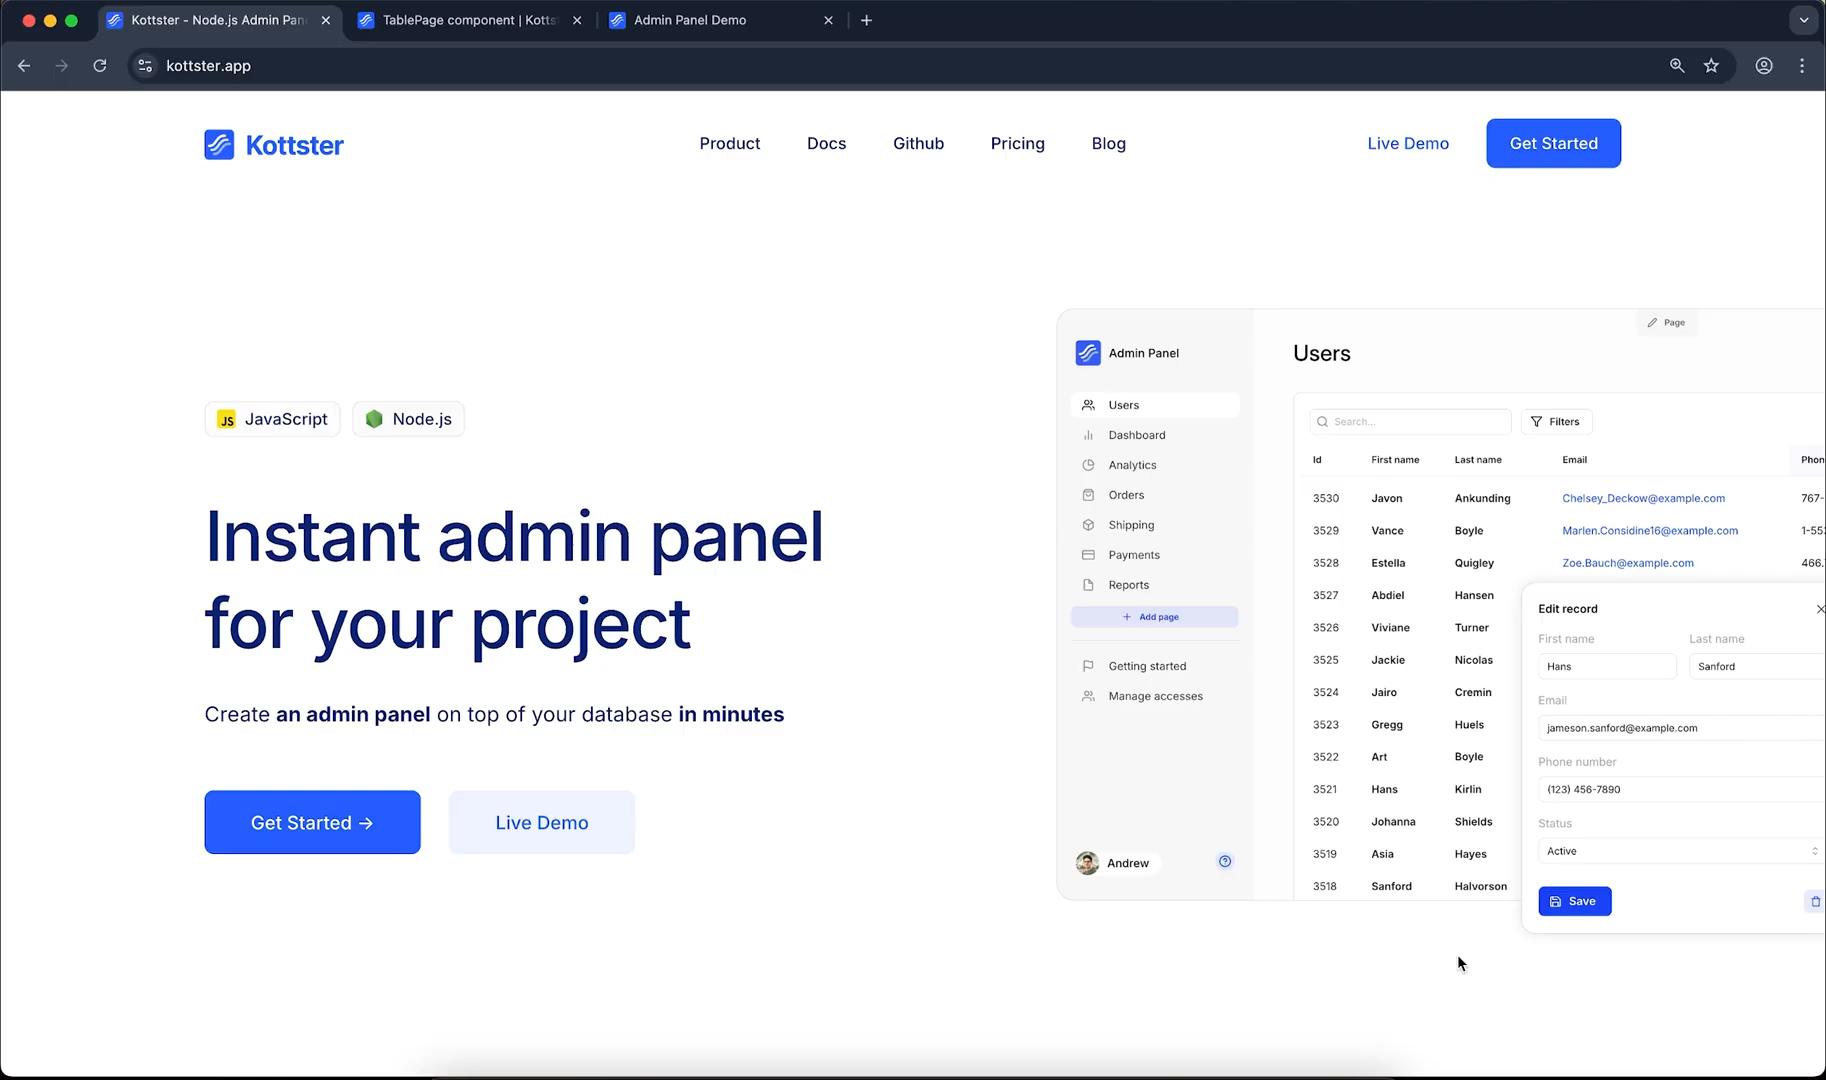 Kottster - Node.js Admin Pan
TablePage component | Kotts
Admin Panel Demo
kottster.app
Kottster
Product
Docs
Github
Pricing
Blog
Live Demo
Get Started
JavaScript
Node.js
Instant admin panel
for your project
Create an admin panel on top of your database in minutes
Get Started →
Live Demo
Admin Panel
Users
Dashboard
Analytics
Orders
Shipping
Payments
Reports
+ Add page
Getting started
Manage accesses
Andrew
Page
Users
Search...
Filters
Id First name Last name Email Phon
3530 Javon Ankunding Chelsey_Deckow@example.com 767-
3529 Vance Boyle Marlen.Considine16@example.com 1-553
3528 Estella Quigley Zoe.Bauch@example.com 466.
3527 Abdiel Hansen
3526 Viviane Turner
3525 Jackie Nicolas
3524 Jairo Cremin
3523 Gregg Huels
3522 Art Boyle
3521 Hans Kirlin
3520 Johanna Shields
3519 Asia Hayes
3518 Sanford Halvorson
Edit record
First name Last name
Hans Sanford
Email
jameson.sanford@example.com
Phone number
(123) 456-7890
Status
Active
Save